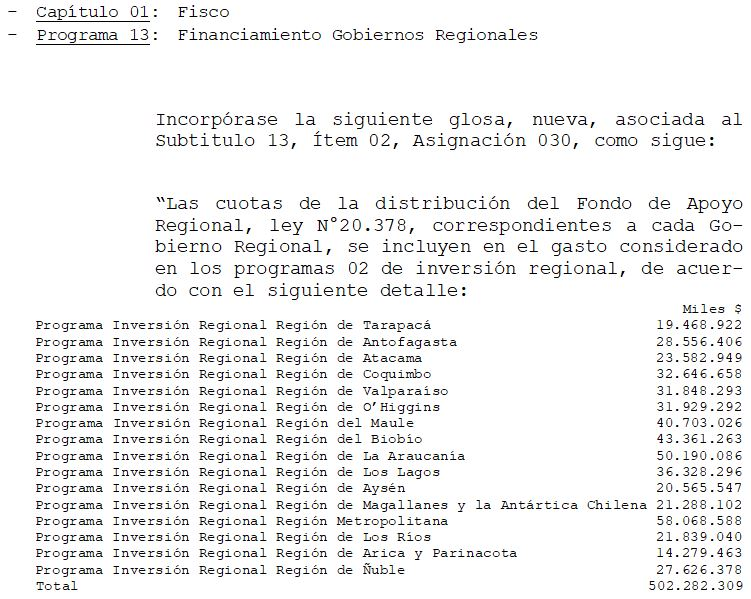 - Capítulo 01: Fisco
- Programa 13: Financiamiento Gobiernos Regionales
Incorpórase la siguiente glosa, nueva, asociada al
Subtitulo 13, Ítem 02, Asignación 030, como sigue:
“Las cuotas de la distribución del Fondo de Apoyo
Regional, ley N°20.378, correspondientes a cada Go-
bierno Regional, se incluyen en el gasto considerado
en los programas 02 de inversión regional, de acuer-
do con el siguiente detalle:
Miles $
Programa Inversión Regional Región de Tarapacá 19.468.922
Programa Inversión Regional Región de Antofagasta 28.556.406
Programa Inversión Regional Región de Atacama 23.582.949
Programa Inversión Regional Región de Coquimbo 32.646.658
Programa Inversión Regional Región de Valparaíso 31.848.293
Programa Inversión Regional Región de O’Higgins 31.929.292
Programa Inversión Regional Región del Maule 40.703.026
Programa Inversión Regional Región del Biobío 43.361.263
Programa Inversión Regional Región de La Araucanía 50.190.086
Programa Inversión Regional Región de Los Lagos 36.328.296
Programa Inversión Regional Región de Aysén 20.565.547
Programa Inversión Regional Región de Magallanes y la Antártica Chilena 21.288.102
Programa Inversión Regional Región Metropolitana 58.068.588
Programa Inversión Regional Región de Los Ríos 21.839.040
Programa Inversión Regional Región de Arica y Parinacota 14.279.463
Programa Inversión Regional Región de Ñuble 27.626.378
Total 502.282.309